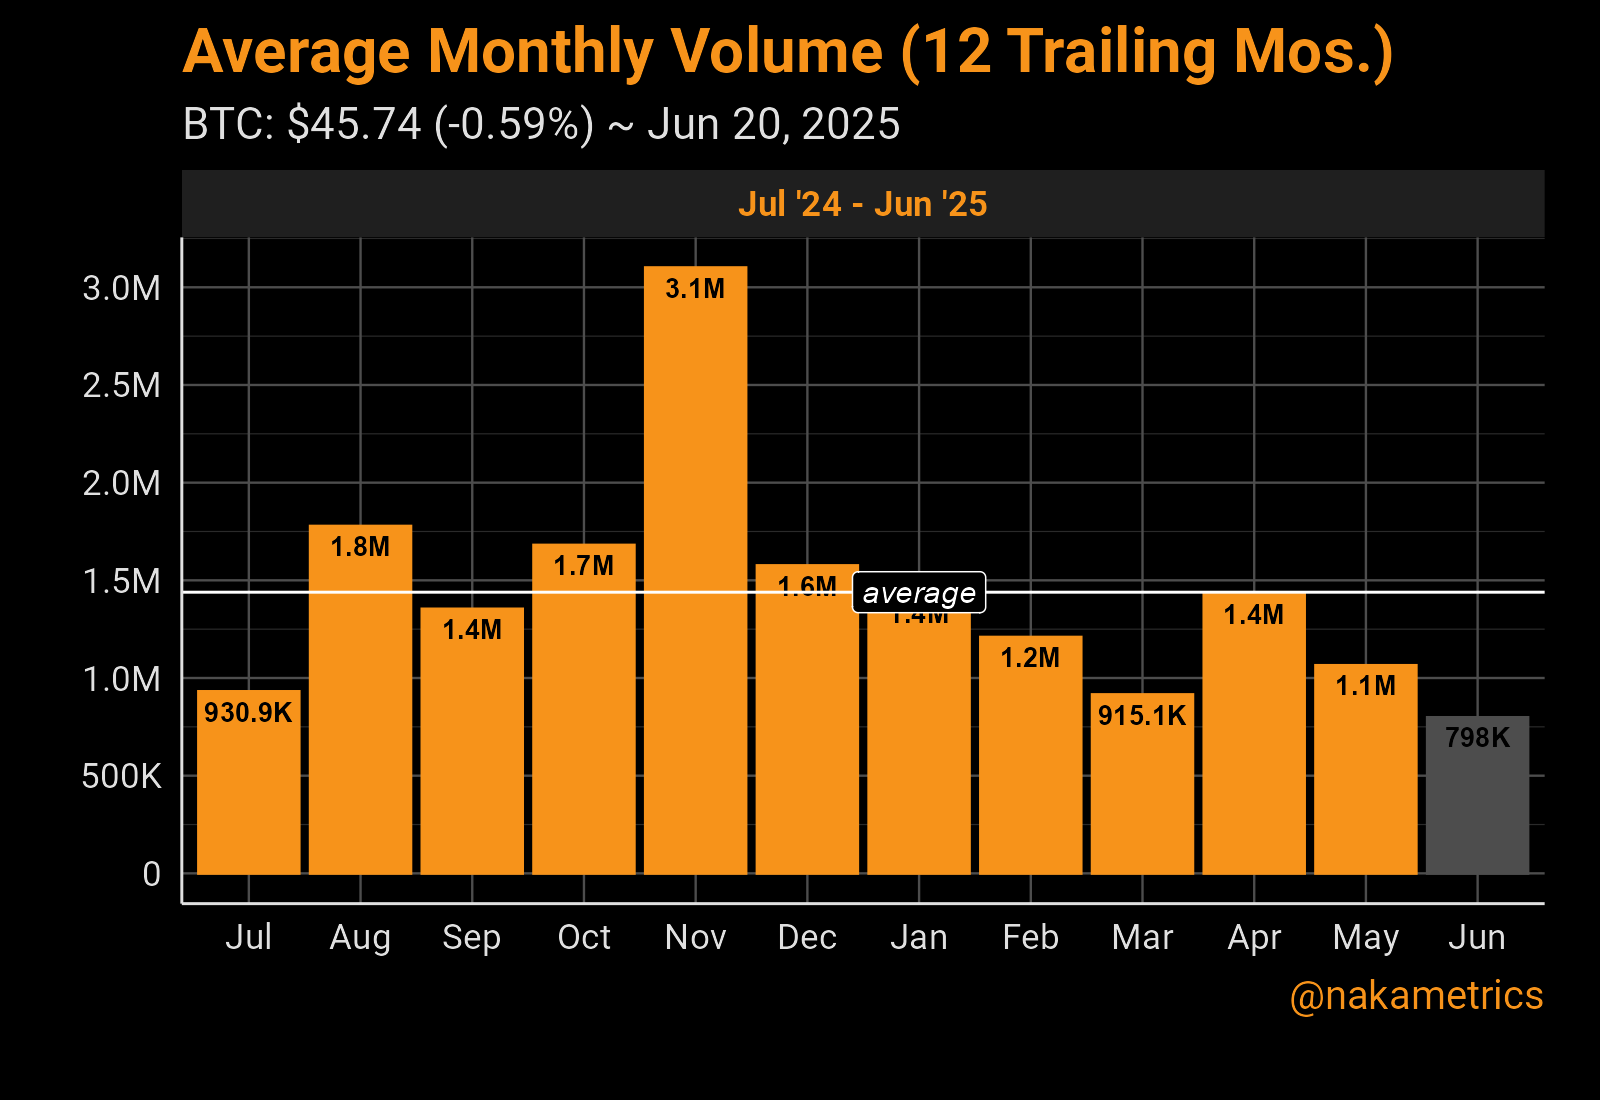 Average Monthly Volume (12 Trailing Mos.)
BTC: $45.74 (-0.59%) ~ Jun 20, 2025
Jul '24 - Jun '25
3.0M
2.5M
2.0M
1.5M
1.0M
500K
0
930.9K
1.8M
1.4M
1.7M
3.1M
1.6M
average
1.4M
1.2M
915.1K
1.4M
1.1M
798K
Jul Aug Sep Oct Nov Dec Jan Feb Mar Apr May Jun
@nakametrics